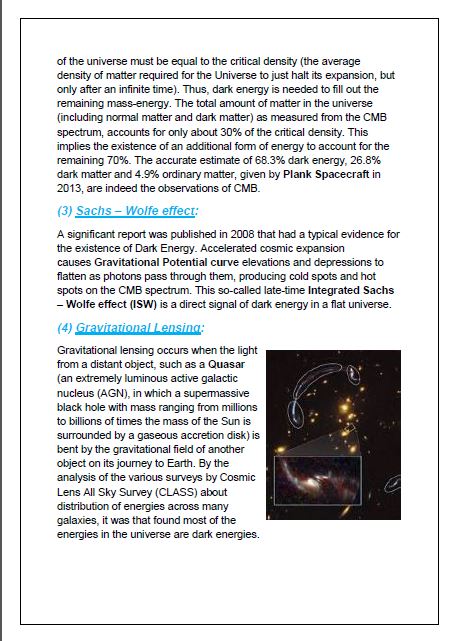 of the universe must be equal to the critical density (the average
density of matter required for the Universe to just halt its expansion, but
only after an infinite time). Thus, dark energy is needed to fill out the
remaining mass-energy. The total amount of matter in the universe
(including normal matter and dark matter) as measured from the CMB
spectrum, accounts for only about 30% of the critical density. This
implies the existence of an additional form of energy to account for the
remaining 70%. The accurate estimate of 68.3% dark energy, 26.8%
dark matter and 4.9% ordinary matter, given by Plank Spacecraft in
2013, are indeed the observations of CMB.
(3) Sachs – Wolfe effect:
A significant report was published in 2008 that had a typical evidence for
the existence of Dark Energy. Accelerated cosmic expansion
causes Gravitational Potential curve elevations and depressions to
flatten as photons pass through them, producing cold spots and hot
spots on the CMB spectrum. This so-called late-time Integrated Sachs
– Wolfe effect (ISW) is a direct signal of dark energy in a flat universe.
(4) Gravitational Lensing:
Gravitational lensing occurs when the light
from a distant object, such as a Quasar
(an extremely luminous active galactic
nucleus (AGN), in which a supermassive
black hole with mass ranging from millions
to billions of times the mass of the Sun is
surrounded by a gaseous accretion disk) is
bent by the gravitational field of another
object on its journey to Earth. By the
analysis of the various surveys by Cosmic
Lens All Sky Survey (CLASS) about
distribution of energies across many
galaxies, it was that found most of the
energies in the universe are dark energies.